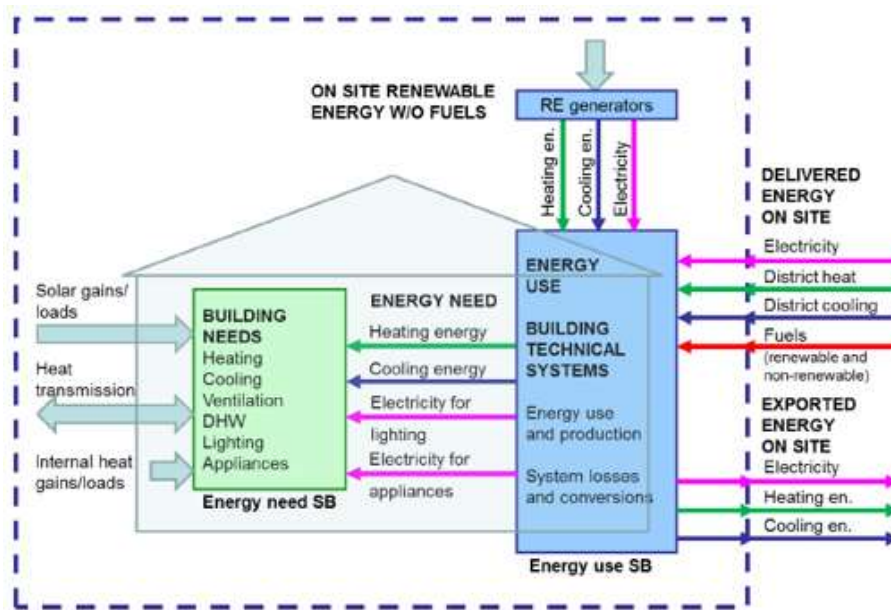 ON SITE RENEWABLE
ENERGY W/O FUELS
RE generators
Heating en.
Cooling en.
Electricity
DELIVERED
ENERGY
ON SITE
Electricity
District heat
District cooling
Fuels
(renewable and
non-renewable)
EXPORTED
ENERGY
ON SITE
Electricity
Heating en.
Cooling en.
ENERGY
USE
BUILDING
TECHNICAL
SYSTEMS
Energy use
and production
System losses
and conversions
Energy use SB
ENERGY NEED
Heating energy
Cooling energy
Electricity for
lighting
Electricity for
appliances
BUILDING
NEEDS
Heating
Cooling
Ventilation
DHW
Lighting
Appliances
Energy need SB
Solar gains/
loads
Heat
transmission
Internal heat
gains/loads